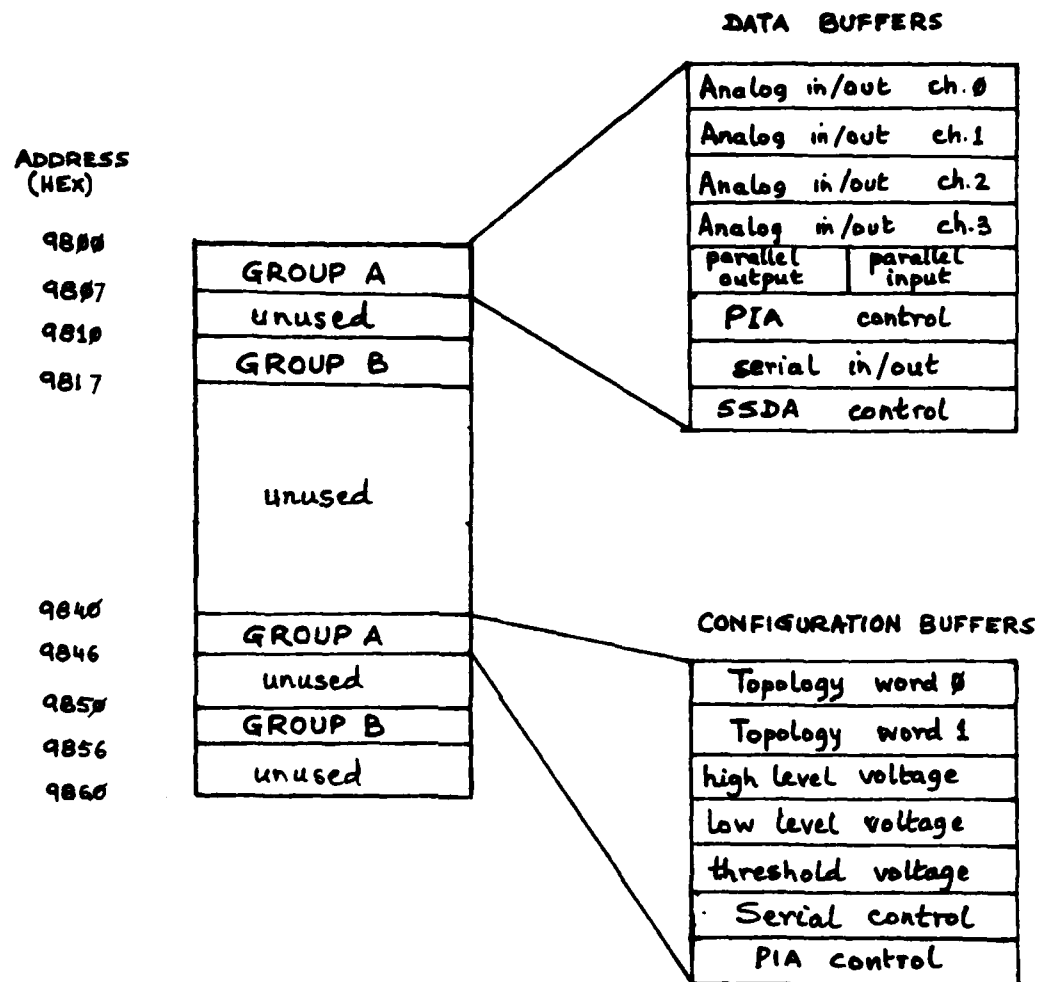 DATA BUFFERS
Analog in/out ch.0
Analog in/out ch.1
Analog in/out ch.2
Analog in/out ch.3
parallel output
parallel input
PIA control
serial in/out
SSDA control
ADDRESS
(HEX)
9800
GROUP A
9807
unused
9810
GROUP B
9817
unused
9840
GROUP A
9846
unused
9850
GROUP B
9856
unused
9860
CONFIGURATION BUFFERS
Topology word 0
Topology word 1
high level voltage
low level voltage
threshold voltage
Serial control
PIA control